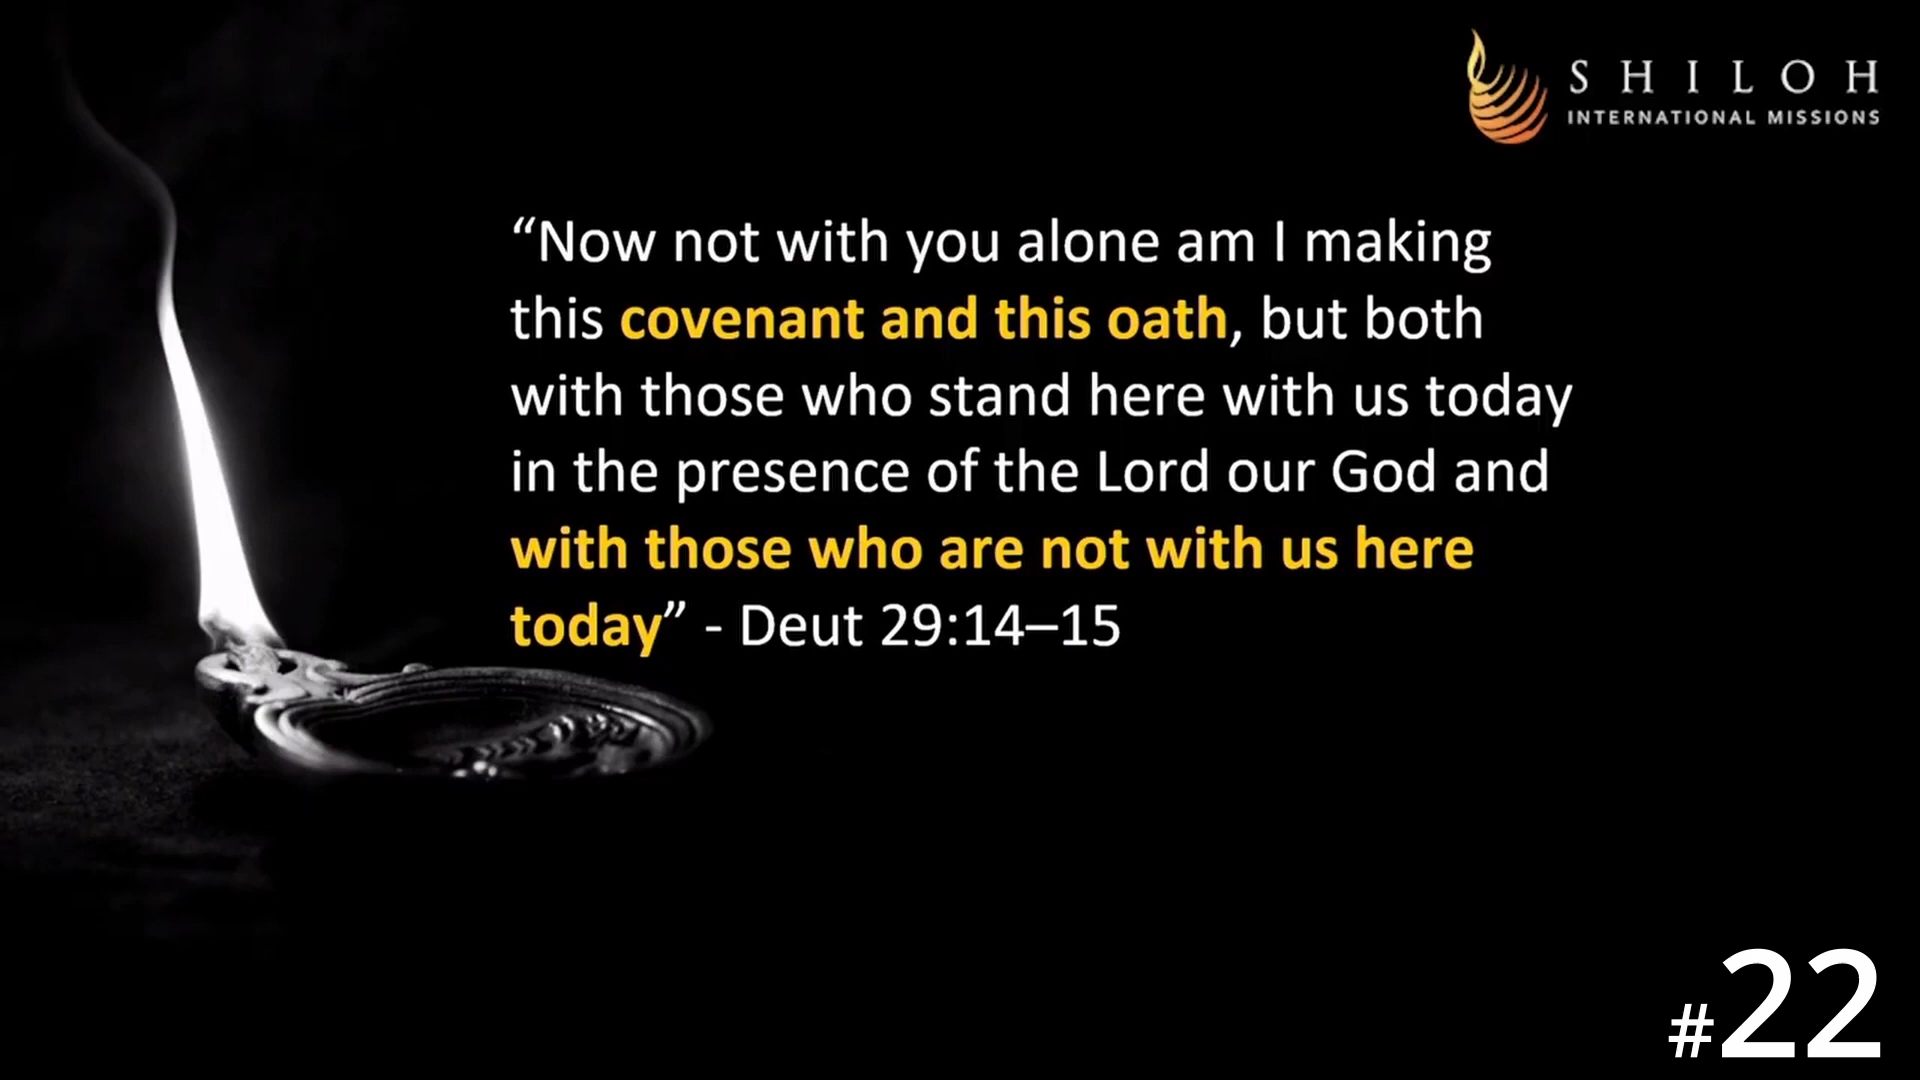 SHILOH
INTERNATIONAL MISSIONS
“Now not with you alone am I making
this covenant and this oath, but both
with those who stand here with us today
in the presence of the Lord our God and
with those who are not with us here
today” - Deut 29:14–15
#22